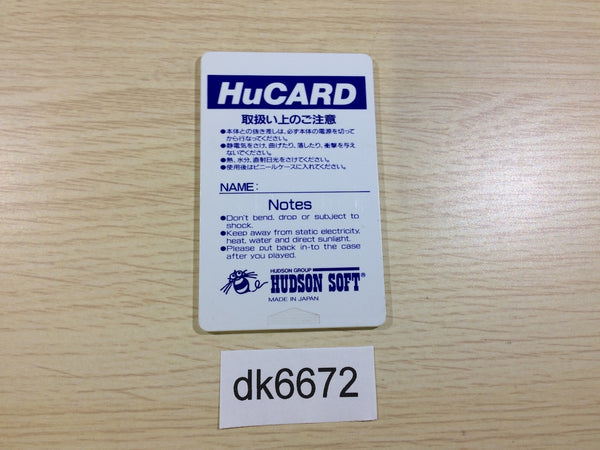 HuCARD
取扱い上のご注意
●本体との抜き差しは、必ず本体の電源を切って
から行なってください。
●静電気をさけ、曲げたり、落したり、衝撃を与え
ないでください。
●熱、水分、直射日光をさけてください。
●使用後はビニールケースに入れてください。
NAME:
Notes
●Don't bend, drop or subject to
shock.
●Keep away from static electricity,
heat, water and direct sunlight.
●Please put back in-to the case
after you played.
HUDSON GROUP
HUDSON SOFT®
MADE IN JAPAN
dk6672